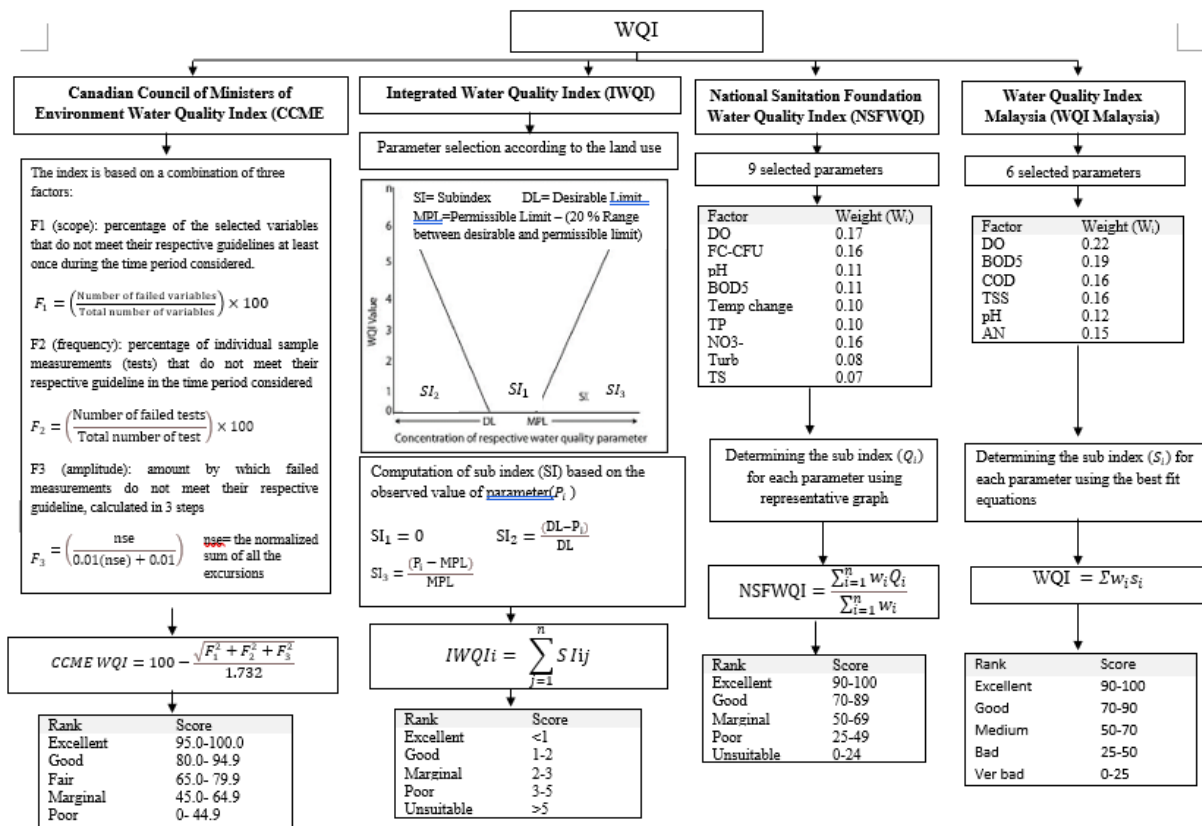 WQI
Canadian Council of Ministers of
Environment Water Quality Index (CCME
The index is based on a combination of three
factors:
F1 (scope): percentage of the selected variables
that do not meet their respective guidelines at least
once during the time period considered.
F₁ = (Number of failed variables / Total number of variables) × 100
F2 (frequency): percentage of individual sample
measurements (tests) that do not meet their
respective guideline in the time period considered
F₂ = (Number of failed tests / Total number of test) × 100
F3 (amplitude): amount by which failed
measurements do not meet their respective
guideline, calculated in 3 steps
F₃ = (nse / 0.01(nse) + 0.01)
nse= the normalized
sum of all the
excursions
CCME WQI = 100 − √(F₁² + F₂² + F₃²) / 1.732
Rank Score
Excellent 95.0-100.0
Good 80.0- 94.9
Fair 65.0- 79.9
Marginal 45.0- 64.9
Poor 0- 44.9
Integrated Water Quality Index (IWQI)
Parameter selection according to the land use
SI= Subindex DL= Desirable Limit
MPL=Permissible Limit – (20 % Range
between desirable and permissible limit)
WQI Value
n
6
5
4
3
2
1
0
SI₂ SI₁ SI SI₃
DL MPL
Concentration of respective water quality parameter
Computation of sub index (SI) based on the
observed value of parameter(Pᵢ )
SI₁ = 0 SI₂ = (DL−Pᵢ) / DL
SI₃ = (Pᵢ − MPL) / MPL
IWQIi = ∑ⁿⱼ₌₁ SIij
Rank Score
Excellent <1
Good 1-2
Marginal 2-3
Poor 3-5
Unsuitable >5
National Sanitation Foundation
Water Quality Index (NSFWQI)
9 selected parameters
Factor Weight (Wᵢ)
DO 0.17
FC-CFU 0.16
pH 0.11
BOD5 0.11
Temp change 0.10
TP 0.10
NO3- 0.16
Turb 0.08
TS 0.07
Determining the sub index (Qᵢ)
for each parameter using
representative graph
NSFWQI = ∑ⁿᵢ₌₁ wᵢQᵢ / ∑ⁿᵢ₌₁ wᵢ
Rank Score
Excellent 90-100
Good 70-89
Marginal 50-69
Poor 25-49
Unsuitable 0-24
Water Quality Index
Malaysia (WQI Malaysia)
6 selected parameters
Factor Weight (Wᵢ)
DO 0.22
BOD5 0.19
COD 0.16
TSS 0.16
pH 0.12
AN 0.15
Determining the sub index (Sᵢ) for
each parameter using the best fit
equations
WQI = Σwᵢsᵢ
Rank Score
Excellent 90-100
Good 70-90
Medium 50-70
Bad 25-50
Ver bad 0-25